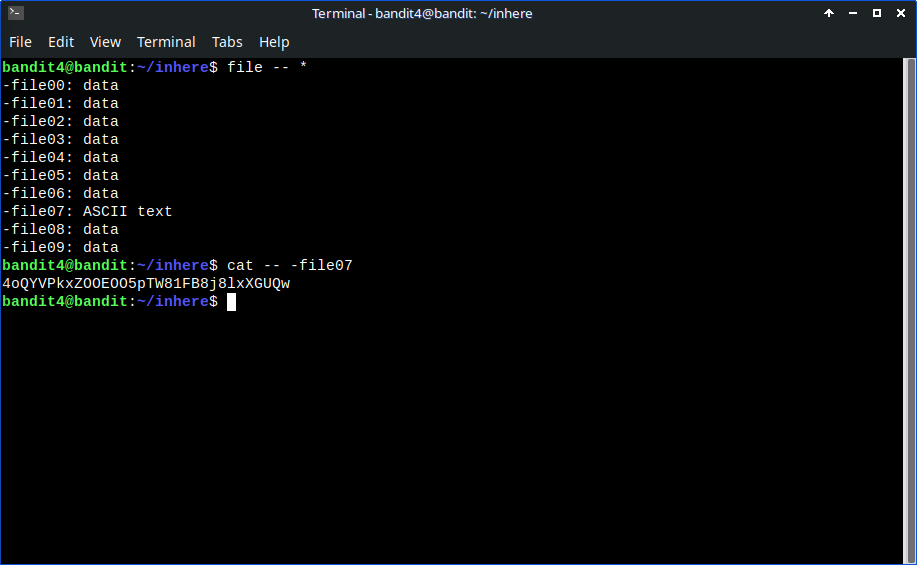 Terminal - bandit4@bandit: ~/inhere
File Edit View Terminal Tabs Help
bandit4@bandit:~/inhere$ file -- *
-file00: data
-file01: data
-file02: data
-file03: data
-file04: data
-file05: data
-file06: data
-file07: ASCII text
-file08: data
-file09: data
bandit4@bandit:~/inhere$ cat -- -file07
4oQYVPkxZOOEOO5pTW81FB8j8lxXGUQw
bandit4@bandit:~/inhere$